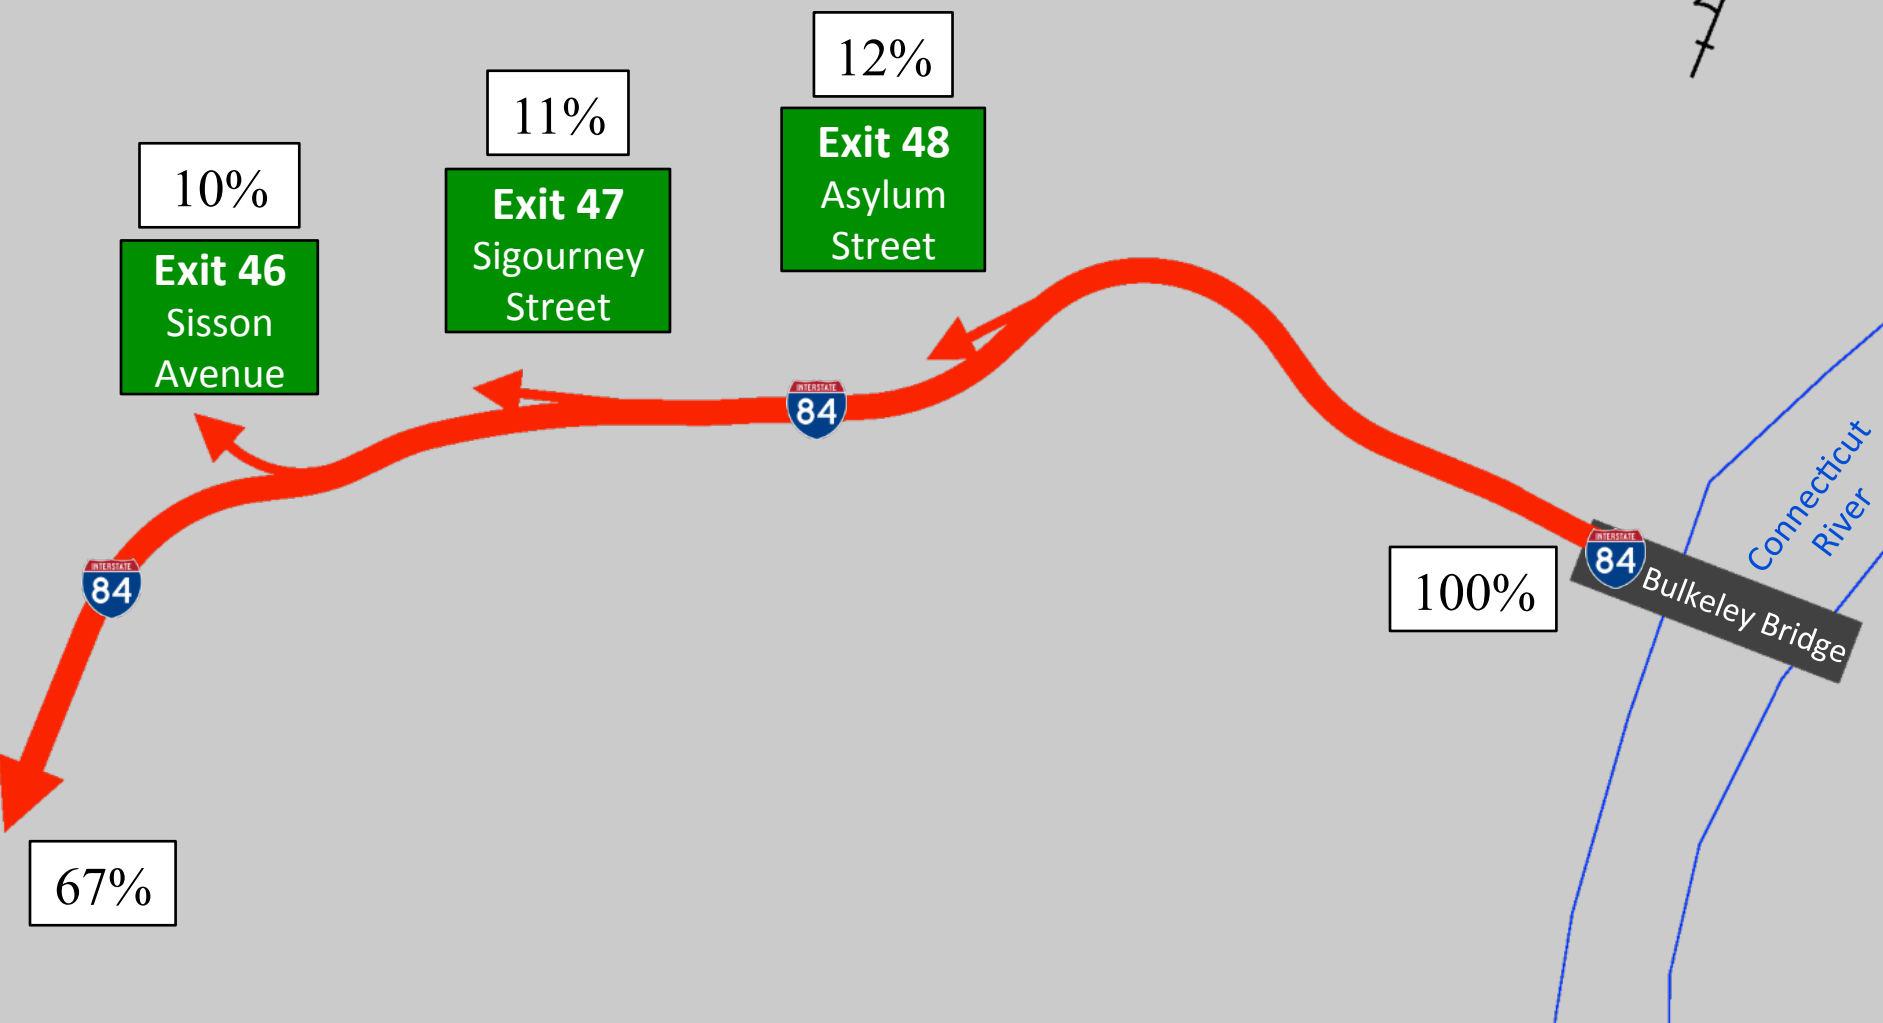 12%
Exit 48
Asylum
Street
11%
Exit 47
Sigourney
Street
10%
Exit 46
Sisson
Avenue
INTERSTATE
84
Connecticut
River
INTERSTATE
84
Bulkeley Bridge
100%
INTERSTATE
84
67%